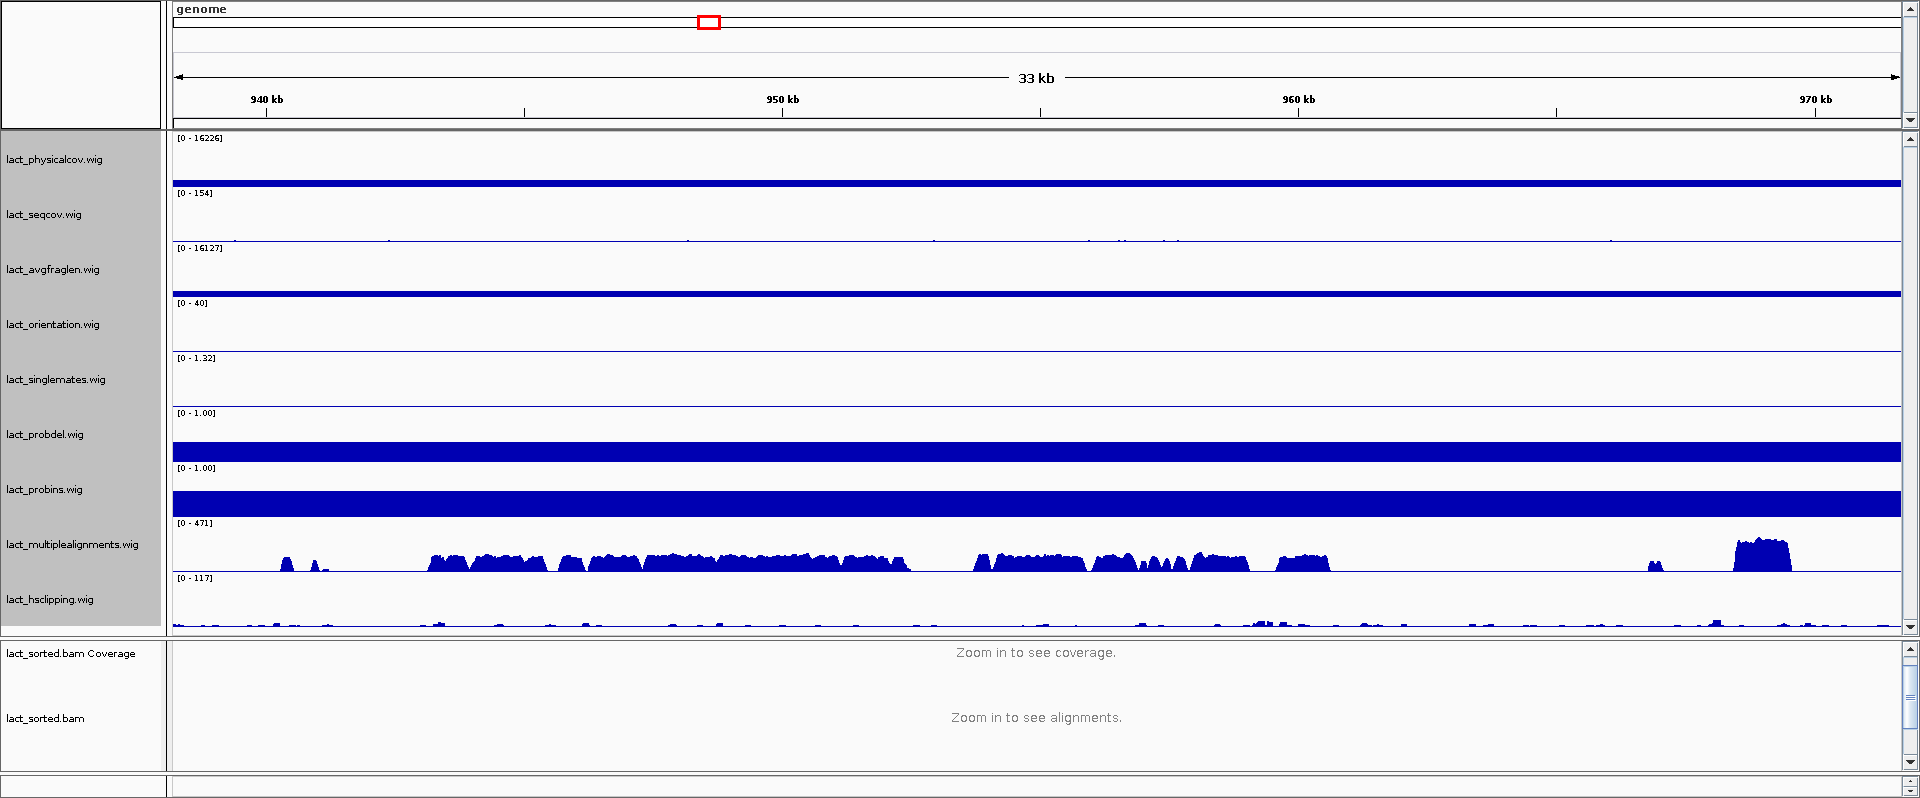 genome
33 kb
940 kb 950 kb 960 kb 970 kb
[0 - 16226]
lact_physicalcov.wig
[0 - 154]
lact_seqcov.wig
[0 - 16127]
lact_avgfraglen.wig
[0 - 40]
lact_orientation.wig
[0 - 1.32]
lact_singlemates.wig
[0 - 1.00]
lact_probdel.wig
[0 - 1.00]
lact_probins.wig
[0 - 471]
lact_multiplealignments.wig
[0 - 117]
lact_hsclipping.wig
lact_sorted.bam Coverage Zoom in to see coverage.
lact_sorted.bam Zoom in to see alignments.